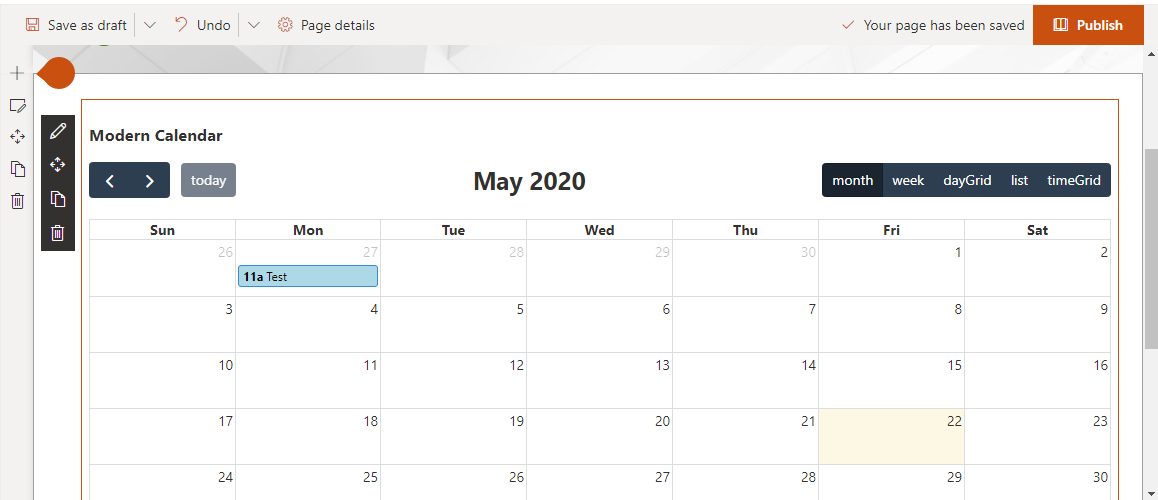 Save as draft Undo Page details Your page has been saved Publish
Modern Calendar
today May 2020 month week dayGrid list timeGrid
Sun Mon Tue Wed Thu Fri Sat
26 27 28 29 30 1 2
11a Test
3 4 5 6 7 8 9
10 11 12 13 14 15 16
17 18 19 20 21 22 23
24 25 26 27 28 29 30